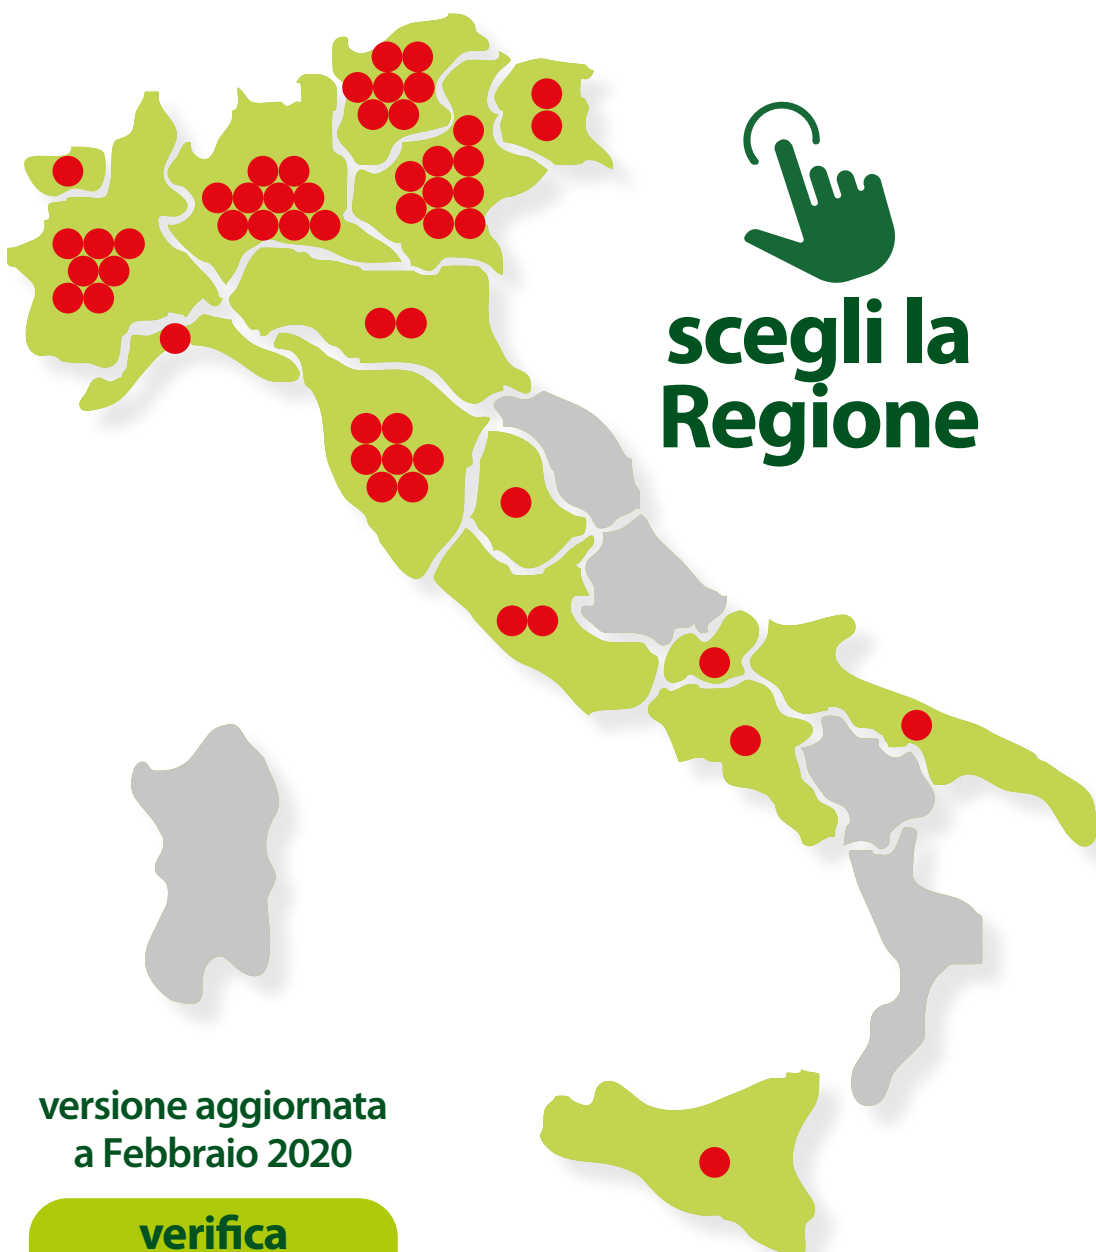 scegli la
Regione
versione aggiornata
a Febbraio 2020
verifica